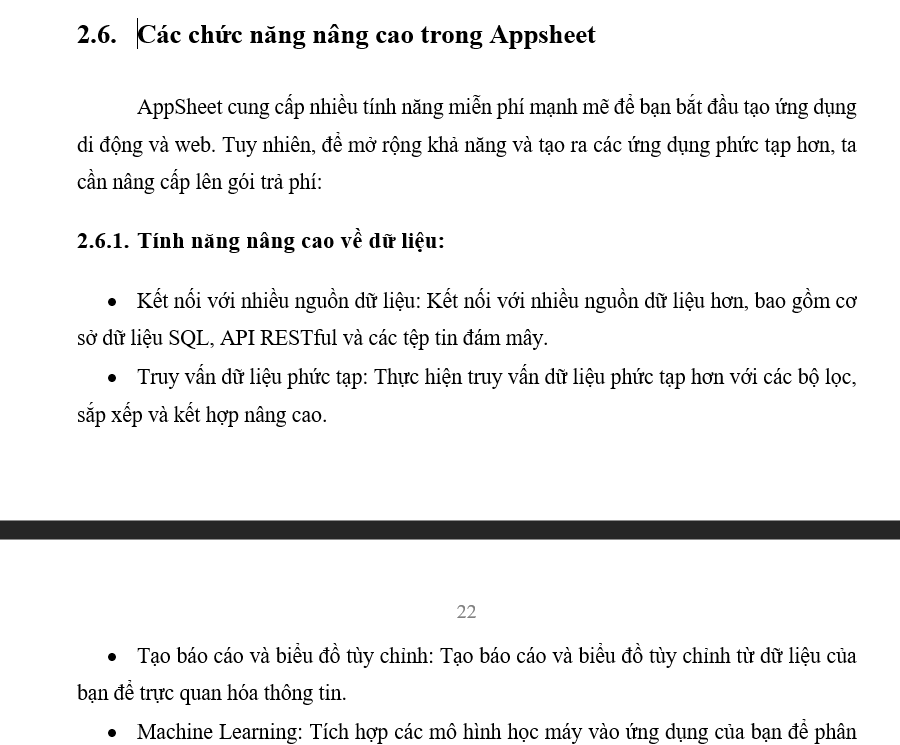 2.6. Các chức năng nâng cao trong Appsheet
AppSheet cung cấp nhiều tính năng miễn phí mạnh mẽ để bạn bắt đầu tạo ứng dụng
di động và web. Tuy nhiên, để mở rộng khả năng và tạo ra các ứng dụng phức tạp hơn, ta
cần nâng cấp lên gói trả phí:
2.6.1. Tính năng nâng cao về dữ liệu:
• Kết nối với nhiều nguồn dữ liệu: Kết nối với nhiều nguồn dữ liệu hơn, bao gồm cơ
sở dữ liệu SQL, API RESTful và các tệp tin đám mây.
• Truy vấn dữ liệu phức tạp: Thực hiện truy vấn dữ liệu phức tạp hơn với các bộ lọc,
sắp xếp và kết hợp nâng cao.
22
• Tạo báo cáo và biểu đồ tùy chỉnh: Tạo báo cáo và biểu đồ tùy chỉnh từ dữ liệu của
bạn để trực quan hóa thông tin.
• Machine Learning: Tích hợp các mô hình học máy vào ứng dụng của bạn để phân